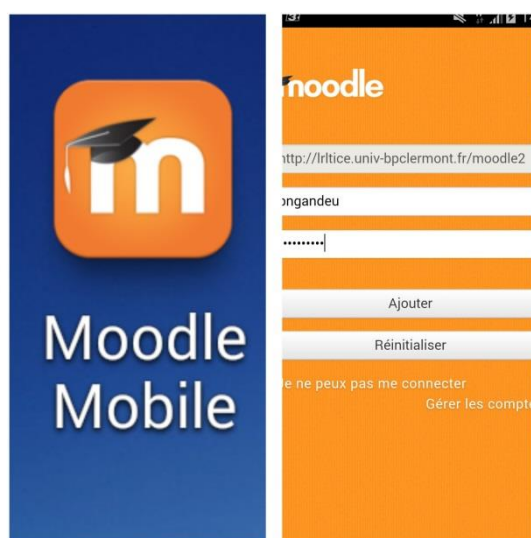 m
Moodle
Mobile
moodle
http://lrltice.univ-bpclermont.fr/moodle2
ongandeu
•••••••••
Ajouter
Réinitialiser
Je ne peux pas me connecter
Gérer les compte